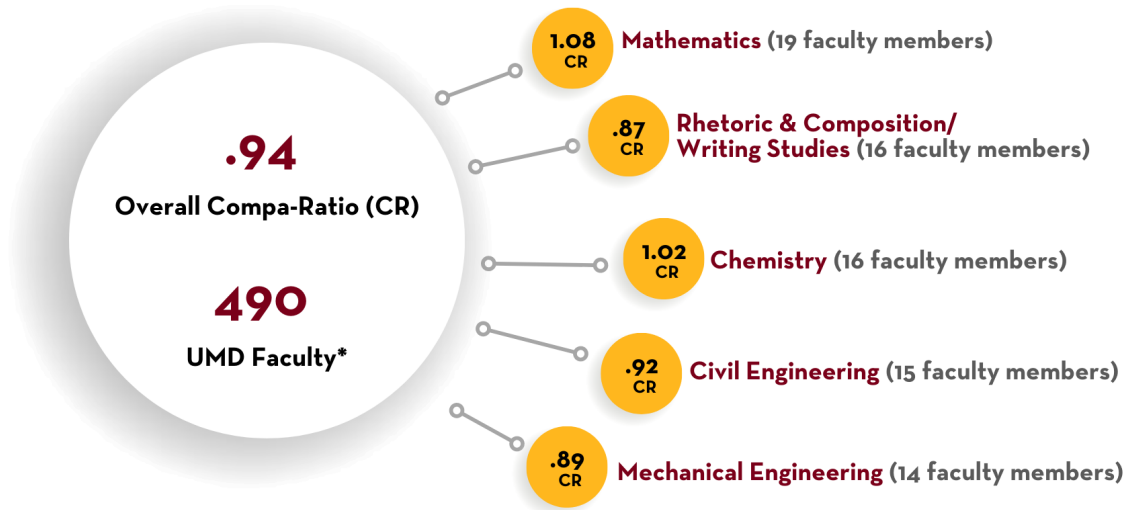 .94
Overall Compa-Ratio (CR)
490
UMD Faculty*
1.08
CR
Mathematics (19 faculty members)
.87
CR
Rhetoric & Composition/
Writing Studies (16 faculty members)
1.02
CR
Chemistry (16 faculty members)
.92
CR
Civil Engineering (15 faculty members)
.89
CR
Mechanical Engineering (14 faculty members)